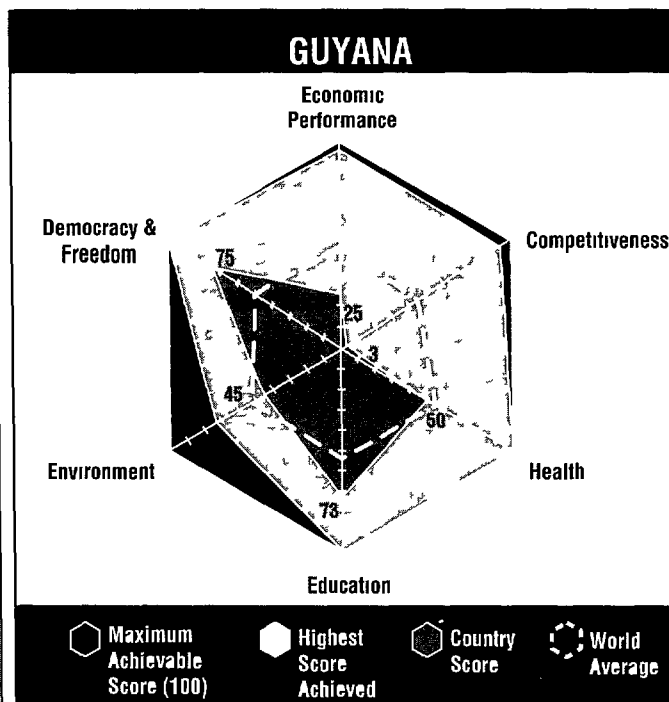 GUYANA
Economic
Performance
Democracy &
Freedom
Competitiveness
75
25
3
45
50
Environment
Health
73
Education
Maximum
Achievable
Score (100)
Highest
Score
Achieved
Country
Score
World
Average